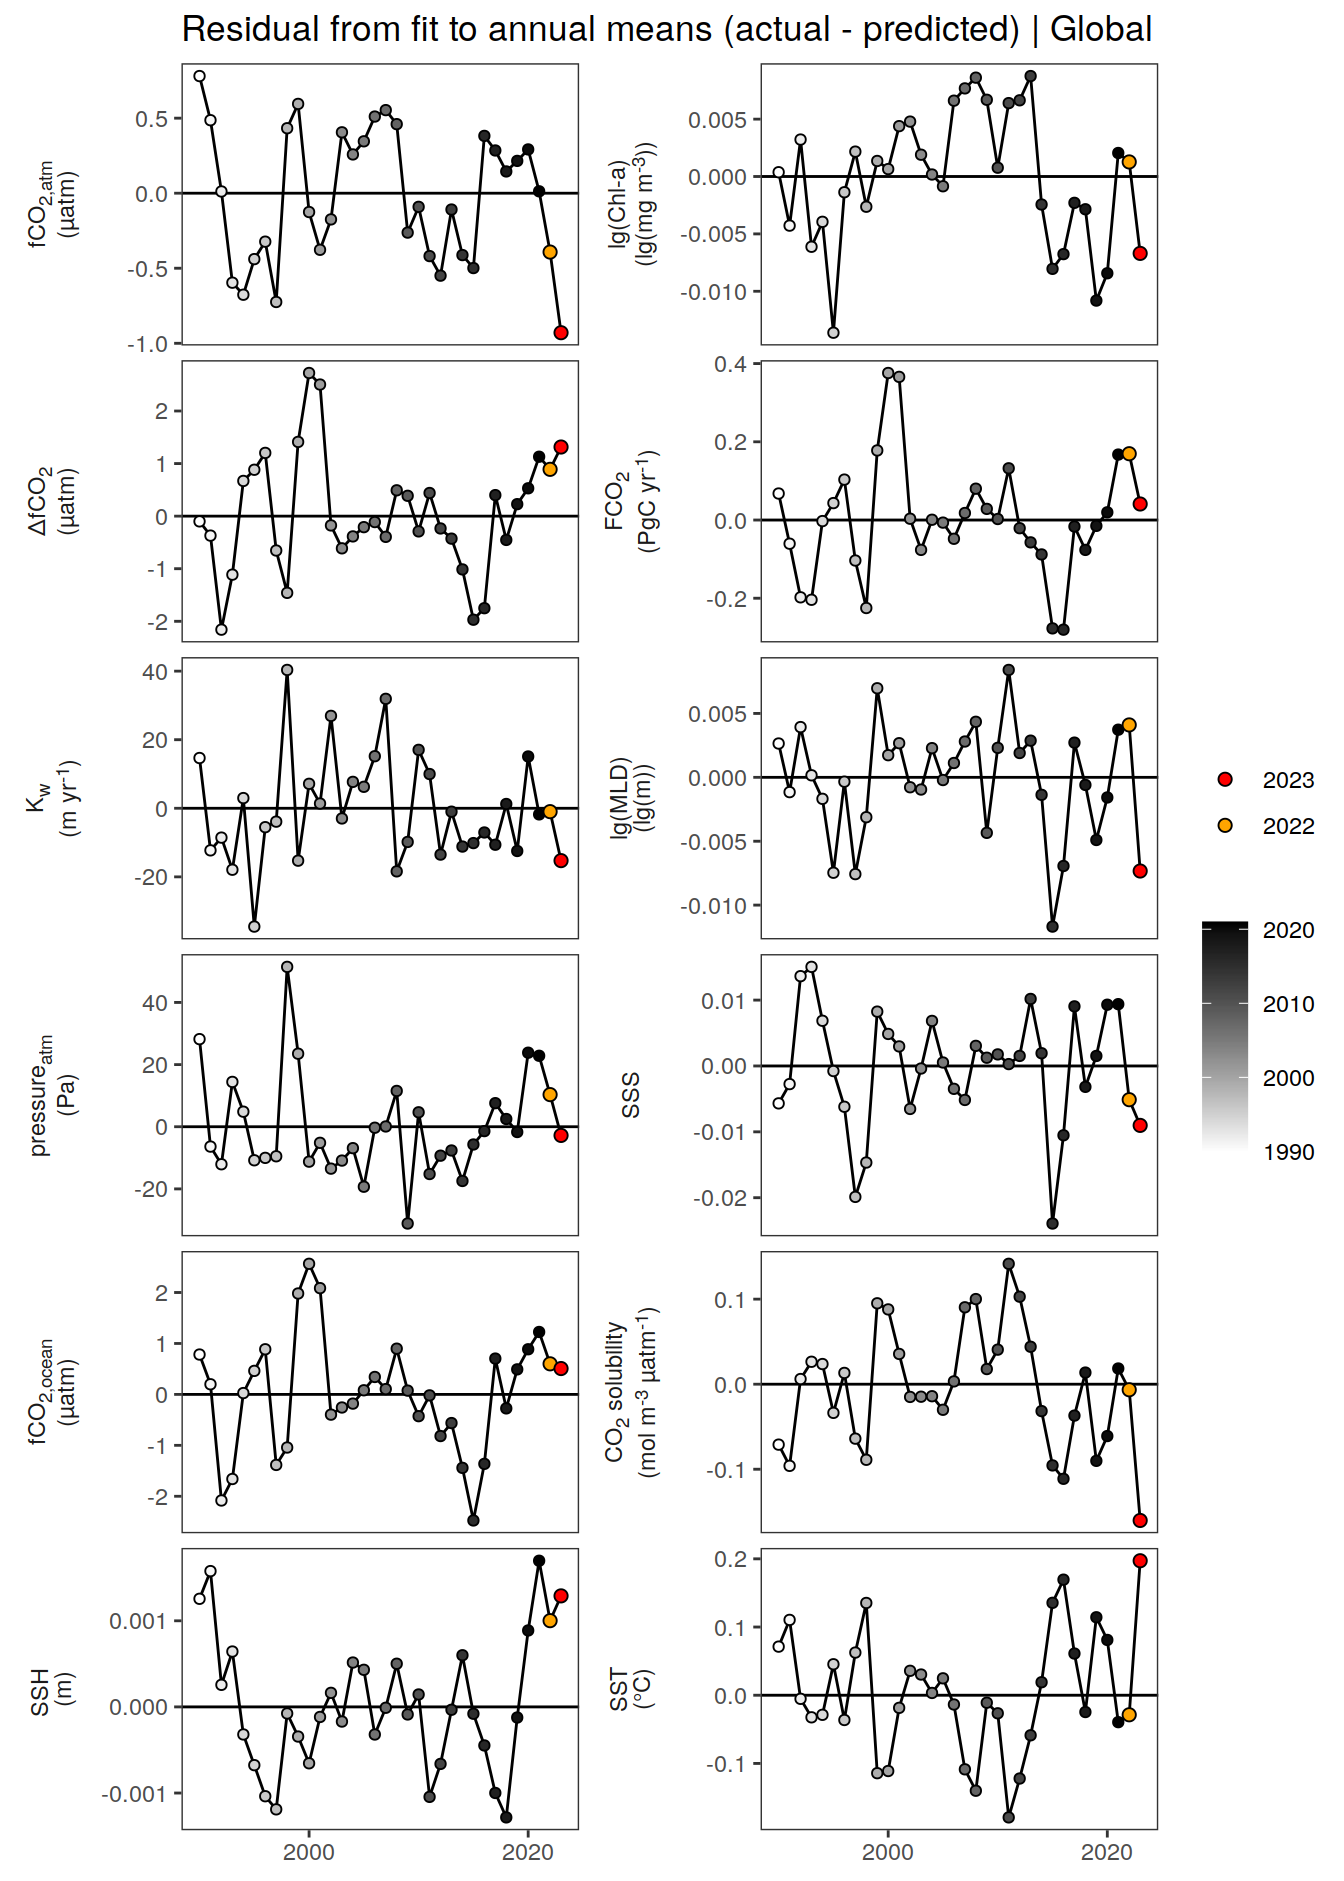 Residual from fit to annual means (actual - predicted) | Global
fCO2,atm
(µatm)
0.5
0.0
-0.5
-1.0
lg(Chl-a)
(lg(mg m-3))
0.005
0.000
-0.005
-0.010
ΔfCO2
(µatm)
2
1
0
-1
-2
FCO2
(PgC yr-1)
0.4
0.2
0.0
-0.2
Kw
(m yr-1)
40
20
0
-20
lg(MLD)
(lg(m))
0.005
0.000
-0.005
-0.010
pressureatm
(Pa)
40
20
0
-20
SSS
0.01
0.00
-0.01
-0.02
fCO2,ocean
(µatm)
2
1
0
-1
-2
CO2 solubility
(mol m-3 µatm-1)
0.1
0.0
-0.1
SSH
(m)
0.001
0.000
-0.001
2000
2020
SST
(°C)
0.2
0.1
0.0
-0.1
2000
2020
2023
2022
2020
2010
2000
1990